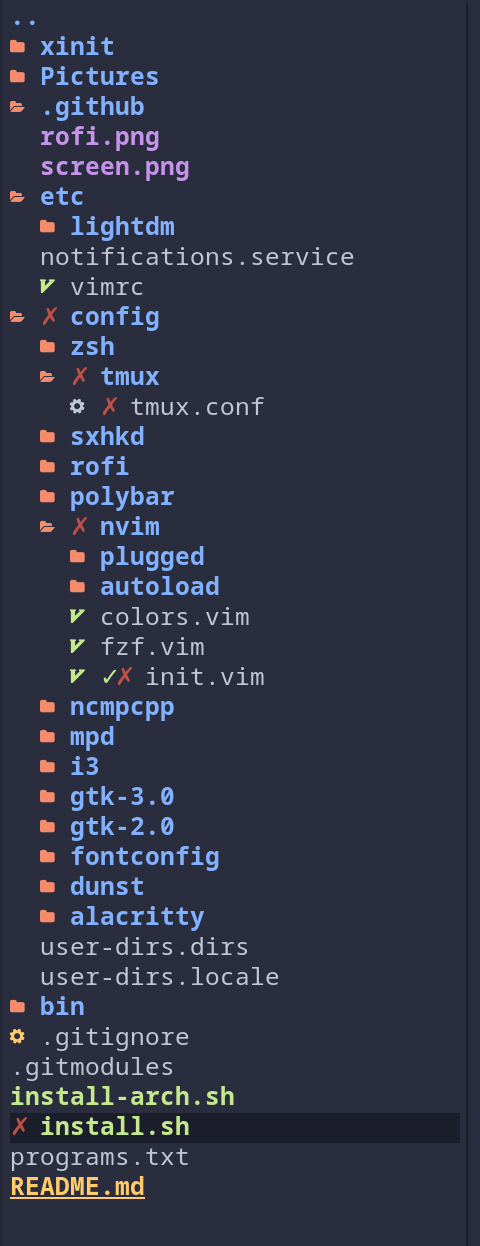 ..
xinit
Pictures
.github
rofi.png
screen.png
etc
lightdm
notifications.service
vimrc
✗ config
zsh
✗ tmux
✗ tmux.conf
sxhkd
rofi
polybar
✗ nvim
plugged
autoload
colors.vim
fzf.vim
✓✗ init.vim
ncmpcpp
mpd
i3
gtk-3.0
gtk-2.0
fontconfig
dunst
alacritty
user-dirs.dirs
user-dirs.locale
bin
.gitignore
.gitmodules
install-arch.sh
✗ install.sh
programs.txt
README.md